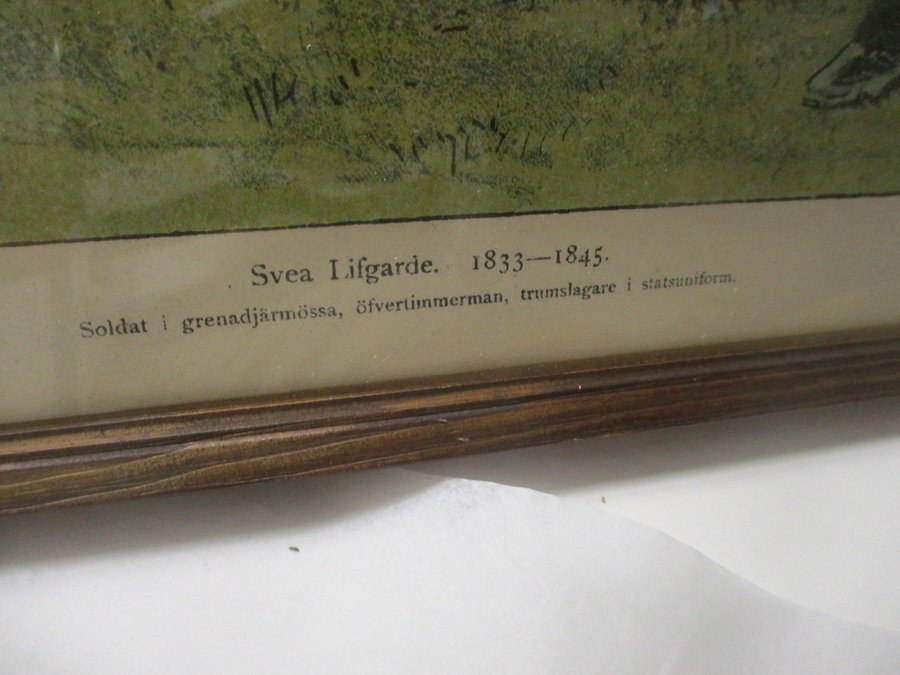 Svea Lifgarde. 1833—1845.
Soldat i grenadjärmössa, öfvertimmerman, trumslagare i statsuniform.